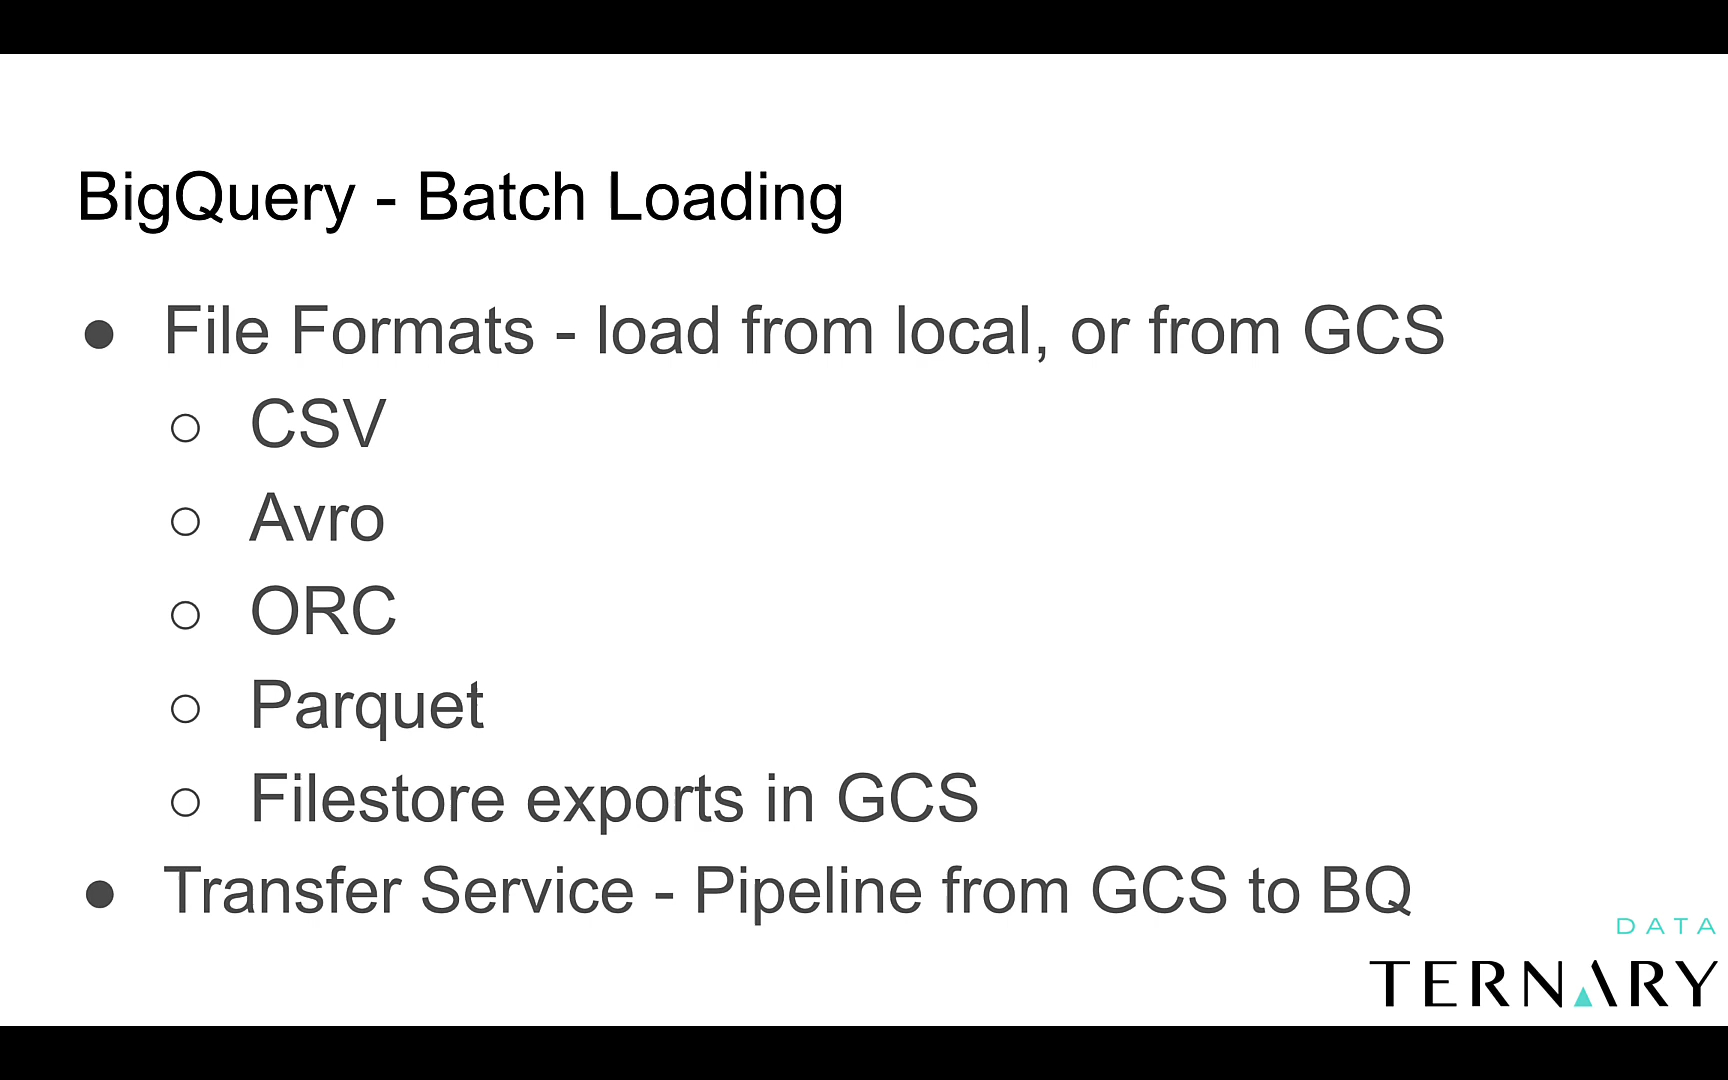 BigQuery - Batch Loading
● File Formats - load from local, or from GCS
○ CSV
○ Avro
○ ORC
○ Parquet
○ Filestore exports in GCS
● Transfer Service - Pipeline from GCS to BQ
DATA
TERNARY